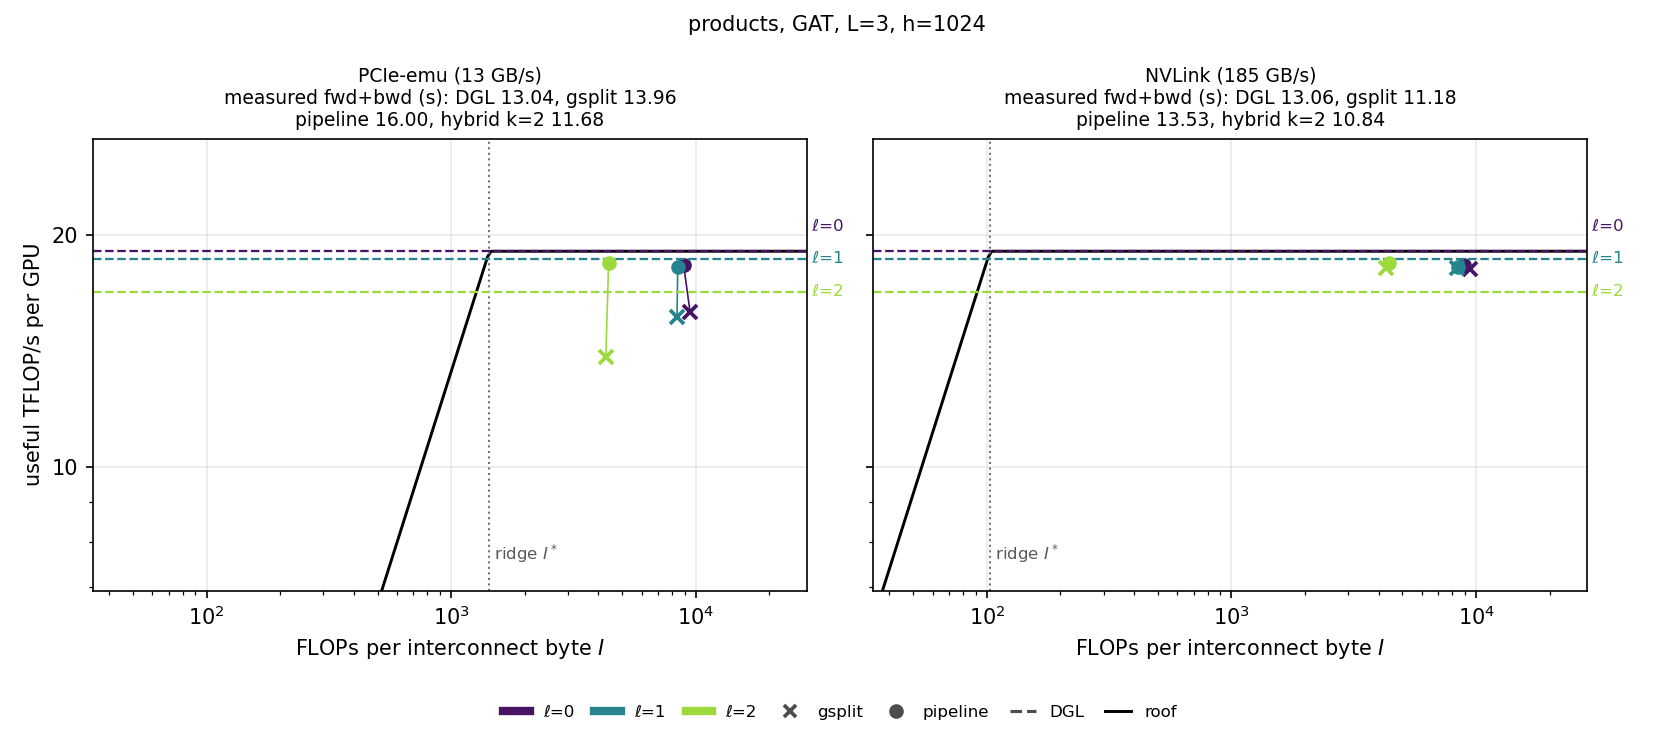 products, GAT, L=3, h=1024
PCIe-emu (13 GB/s)
measured fwd+bwd (s): DGL 13.04, gsplit 13.96
pipeline 16.00, hybrid k=2 11.68
NVLink (185 GB/s)
measured fwd+bwd (s): DGL 13.06, gsplit 11.18
pipeline 13.53, hybrid k=2 10.84
useful TFLOP/s per GPU
20
10
ℓ=0
ℓ=1
ℓ=2
ridge I*
10²
10³
10⁴
FLOPs per interconnect byte I
ℓ=0
ℓ=1
ℓ=2
ridge I*
10²
10³
10⁴
FLOPs per interconnect byte I
ℓ=0 ℓ=1 ℓ=2 gsplit pipeline DGL roof